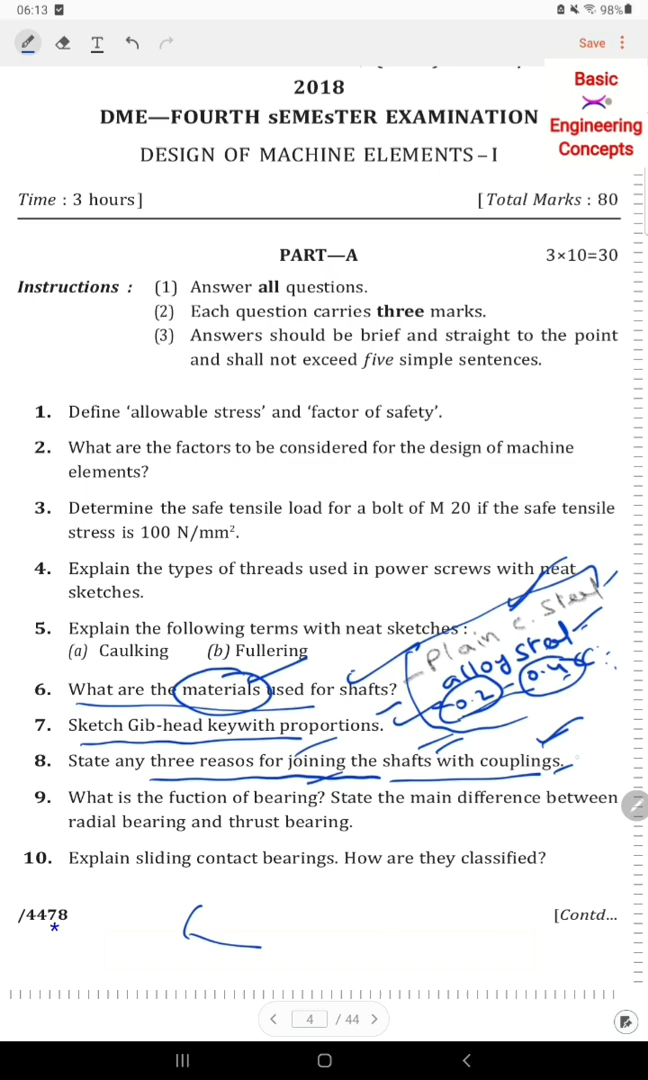 06:13
98%
T
Save
Basic
Engineering
Concepts
2018
DME—FOURTH sEMEsTER EXAMINATION
DESIGN OF MACHINE ELEMENTS – I
Time : 3 hours]
[ Total Marks : 80
PART—A
3×10=30
Instructions : (1) Answer all questions.
(2) Each question carries three marks.
(3) Answers should be brief and straight to the point
and shall not exceed five simple sentences.
1. Define ‘allowable stress’ and ‘factor of safety’.
2. What are the factors to be considered for the design of machine
elements?
3. Determine the safe tensile load for a bolt of M 20 if the safe tensile
stress is 100 N/mm².
4. Explain the types of threads used in power screws with neat
sketches.
5. Explain the following terms with neat sketches :
(a) Caulking (b) Fullering
Plain c. Steel
alloy steel
0.2 - 0.4 C
6. What are the materials used for shafts?
7. Sketch Gib-head keywith proportions.
8. State any three reasos for joining the shafts with couplings.
9. What is the fuction of bearing? State the main difference between
radial bearing and thrust bearing.
10. Explain sliding contact bearings. How are they classified?
/4478
*
[Contd...
4 / 44